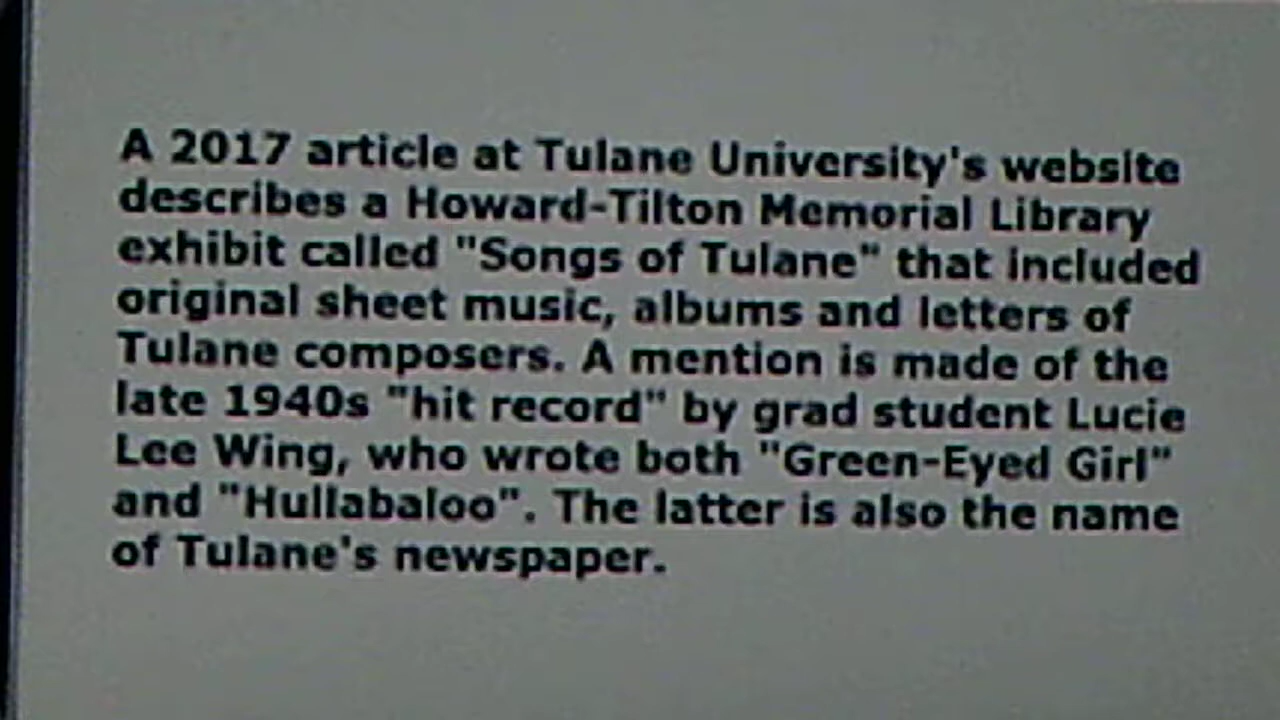 A 2017 article at Tulane University's website
describes a Howard-Tilton Memorial Library
exhibit called "Songs of Tulane" that included
original sheet music, albums and letters of
Tulane composers. A mention is made of the
late 1940s "hit record" by grad student Lucie
Lee Wing, who wrote both "Green-Eyed Girl"
and "Hullabaloo". The latter is also the name
of Tulane's newspaper.